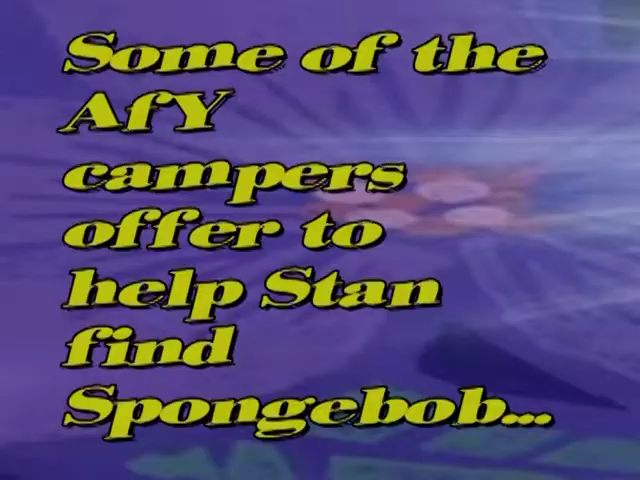 Some of the
AfY
campers
offer to
help Stan
find
Spongebob...